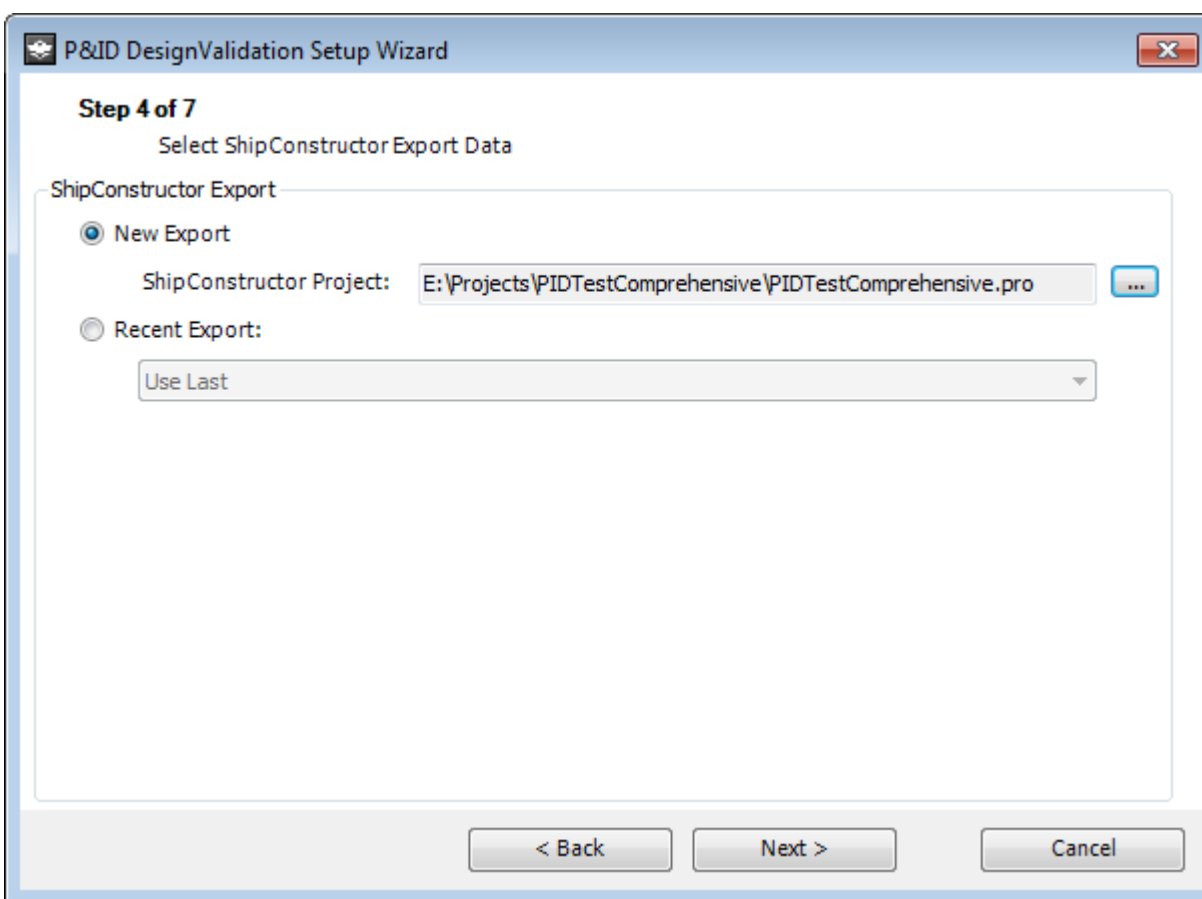 P&ID DesignValidation Setup Wizard
Step 4 of 7
Select ShipConstructor Export Data
ShipConstructor Export
New Export
ShipConstructor Project: E:\Projects\PIDTestComprehensive\PIDTestComprehensive.pro ...
Recent Export:
Use Last
< Back Next > Cancel